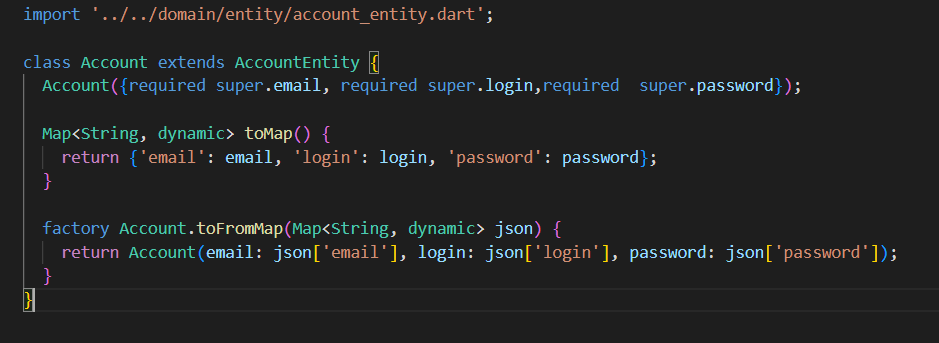 import '../../domain/entity/account_entity.dart';
class Account extends AccountEntity {
Account({required super.email, required super.login,required  super.password});
Map<String, dynamic> toMap() {
return {'email': email, 'login': login, 'password': password};
}
factory Account.toFromMap(Map<String, dynamic> json) {
return Account(email: json['email'], login: json['login'], password: json['password']);
}
}